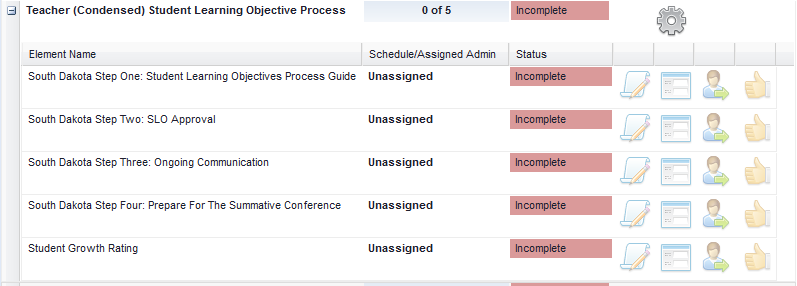 Teacher (Condensed) Student Learning Objective Process 0 of 5 Incomplete
Element Name Schedule/Assigned Admin Status
South Dakota Step One: Student Learning Objectives Process Guide Unassigned Incomplete
South Dakota Step Two: SLO Approval Unassigned Incomplete
South Dakota Step Three: Ongoing Communication Unassigned Incomplete
South Dakota Step Four: Prepare For The Summative Conference Unassigned Incomplete
Student Growth Rating Unassigned Incomplete